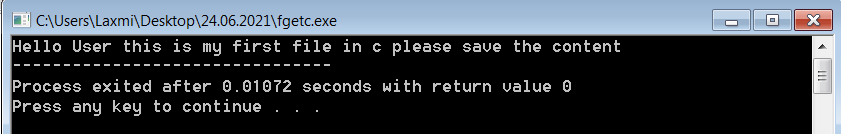 C:\Users\Laxmi\Desktop\24.06.2021\fgetc.exe
Hello User this is my first file in c please save the content
--------------------------------
Process exited after 0.01072 seconds with return value 0
Press any key to continue . . .